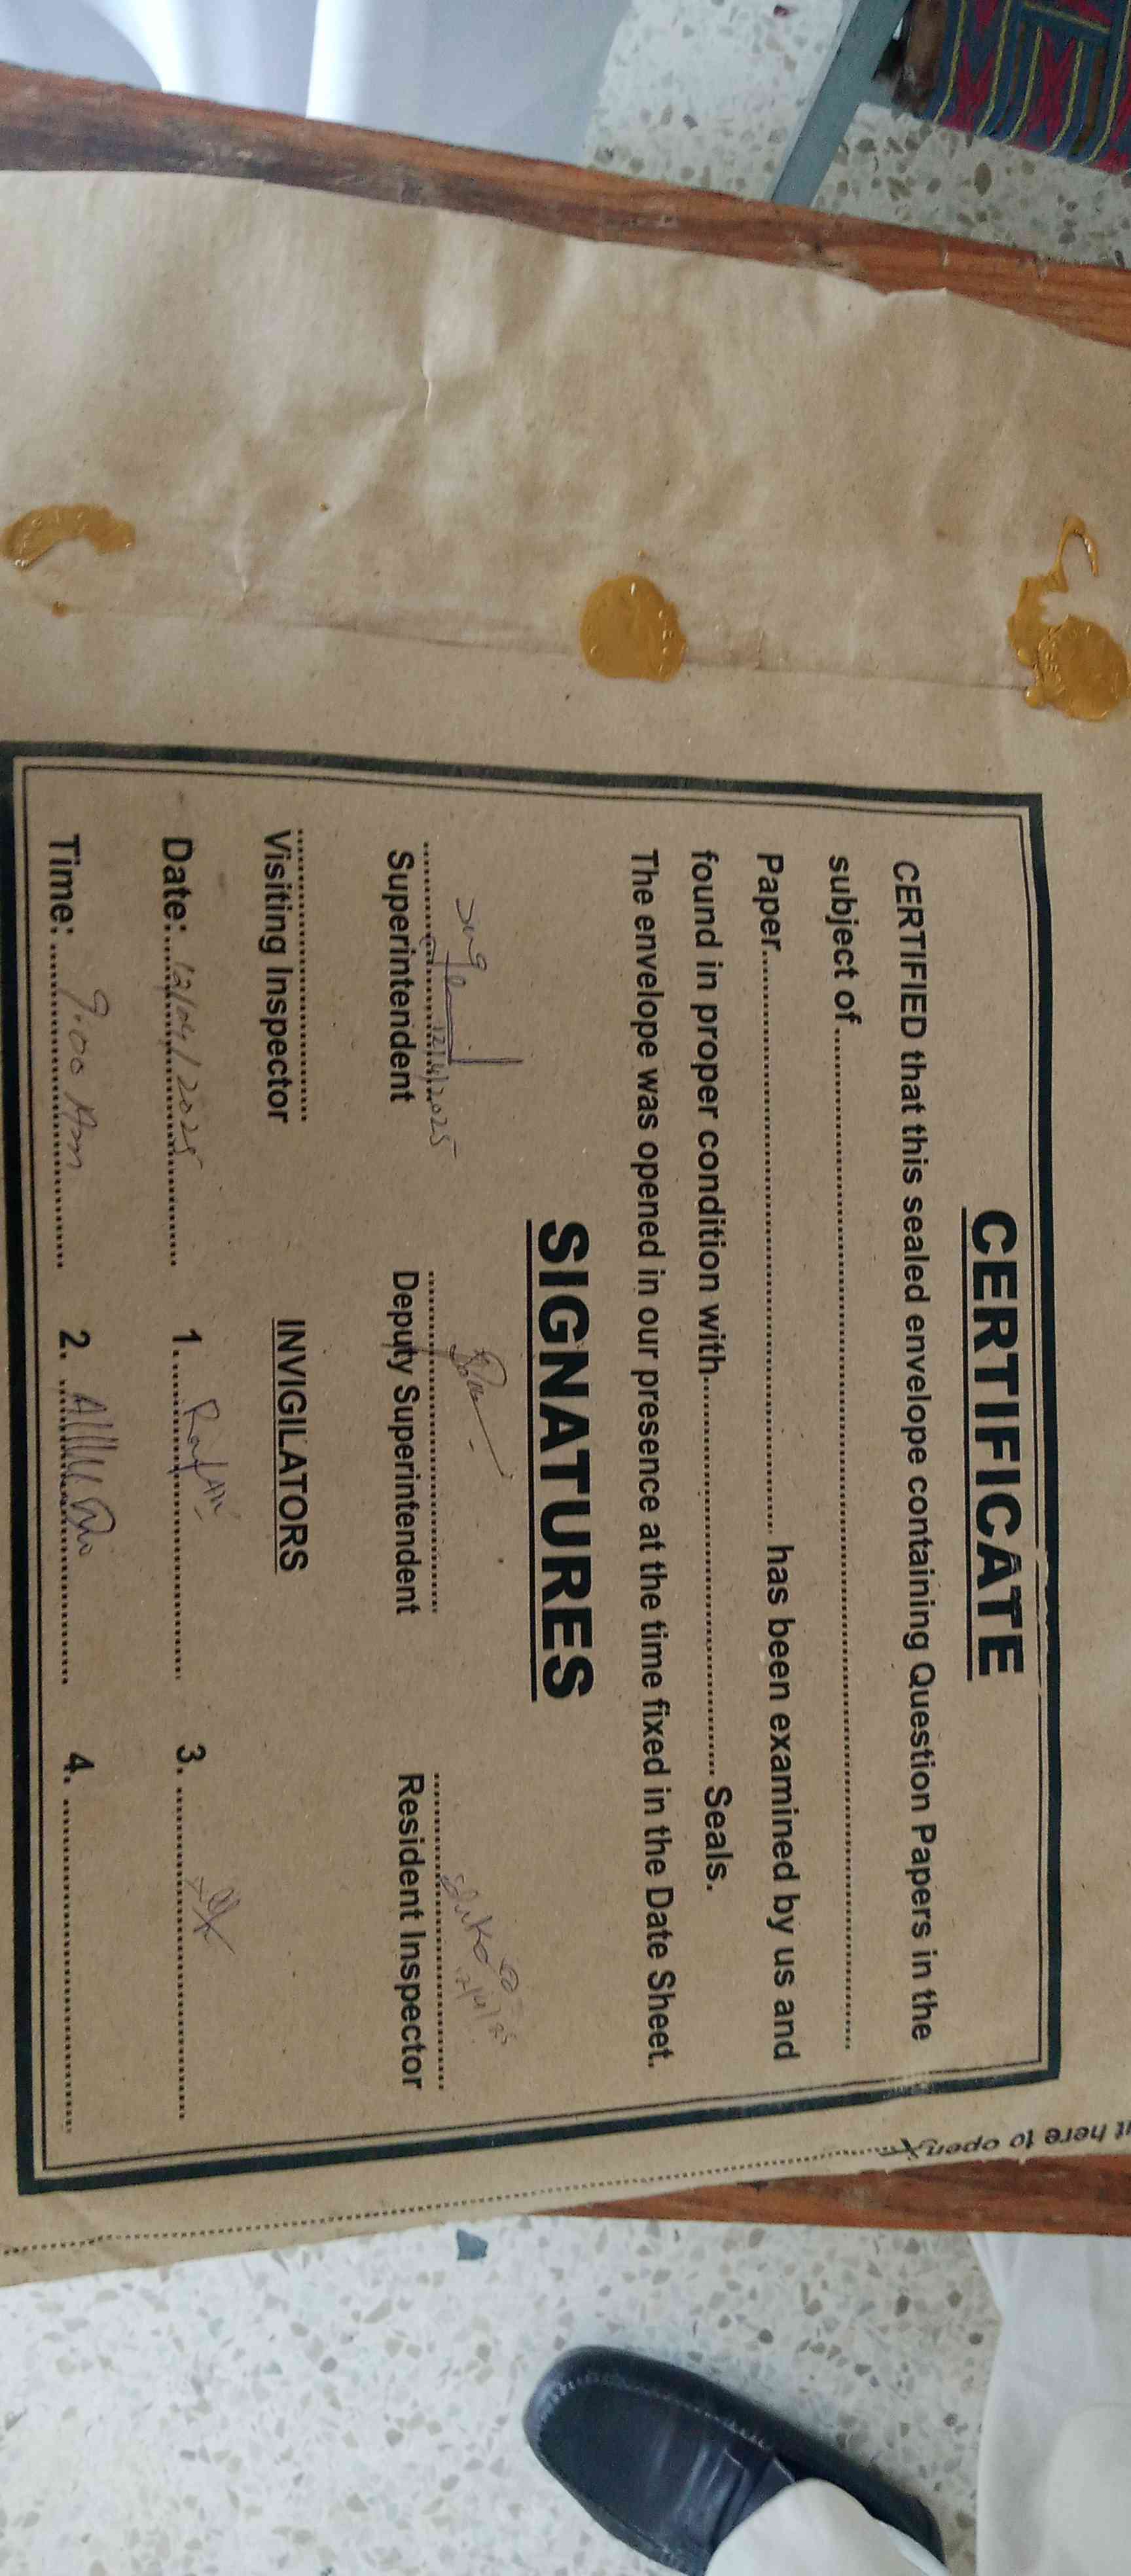 CERTIFICATE
CERTIFIED that this sealed envelope containing Question Papers in the
subject of
Paper has been examined by us and
found in proper condition with Seals.
The envelope was opened in our presence at the time fixed in the Date Sheet.
SIGNATURES
12/4/2025 12/4/25
Superintendent Deputy Superintendent Resident Inspector
Visiting Inspector INVIGILATORS
Date: 12/04/2025 1. 3.
Time: 9:00 Am 2. 4.
here to open